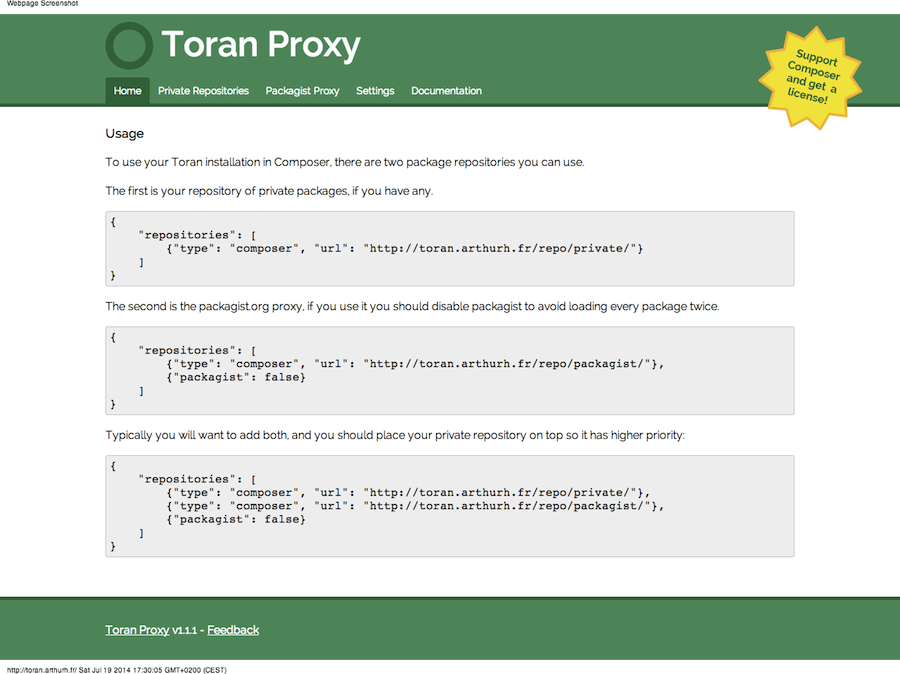 Webpage Screenshot
Toran Proxy
Support
Composer
and get a
license!
Home Private Repositories Packagist Proxy Settings Documentation
Usage
To use your Toran installation in Composer, there are two package repositories you can use.
The first is your repository of private packages, if you have any.
{
    "repositories": [
        {"type": "composer", "url": "http://toran.arthurh.fr/repo/private/"}
    ]
}
The second is the packagist.org proxy, if you use it you should disable packagist to avoid loading every package twice.
{
    "repositories": [
        {"type": "composer", "url": "http://toran.arthurh.fr/repo/packagist/"},
        {"packagist": false}
    ]
}
Typically you will want to add both, and you should place your private repository on top so it has higher priority:
{
    "repositories": [
        {"type": "composer", "url": "http://toran.arthurh.fr/repo/private/"},
        {"type": "composer", "url": "http://toran.arthurh.fr/repo/packagist/"},
        {"packagist": false}
    ]
}
Toran Proxy v1.1.1 - Feedback
http://toran.arthurh.fr/ Sat Jul 19 2014 17:30:05 GMT+0200 (CEST)